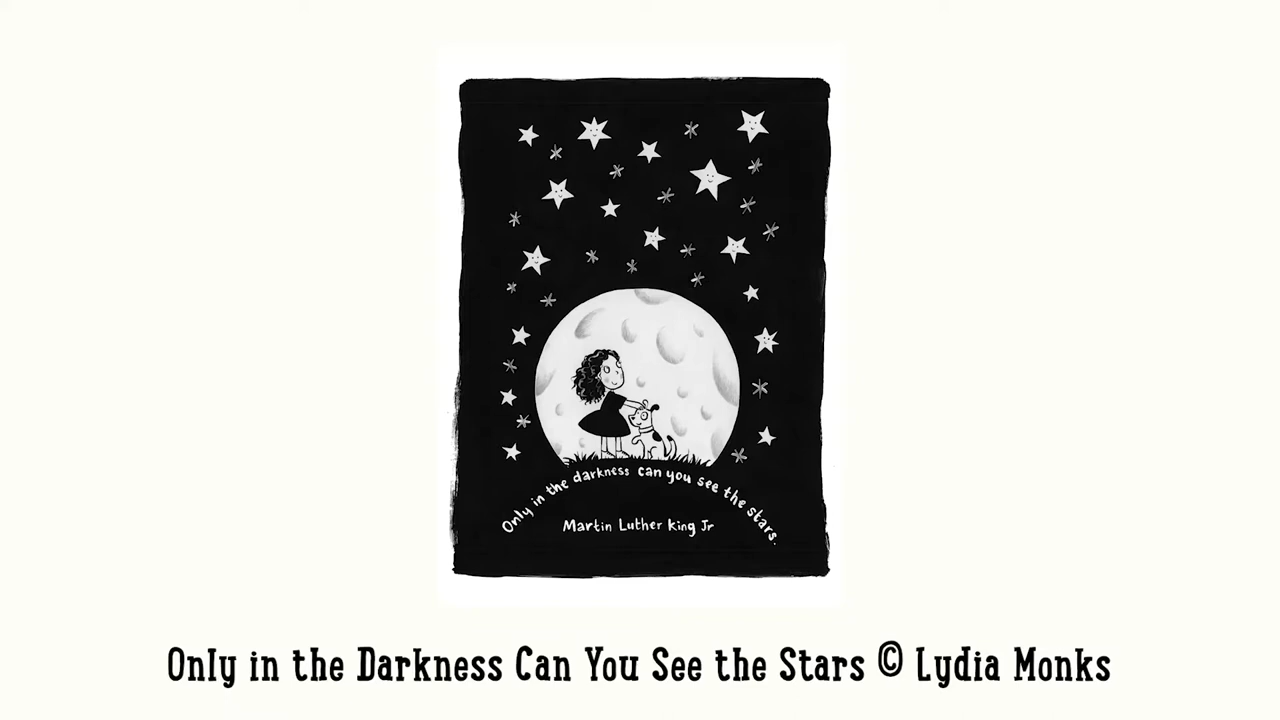 Only in the darkness can you see the stars.
Martin Luther King Jr
Only in the Darkness Can You See the Stars © Lydia Monks